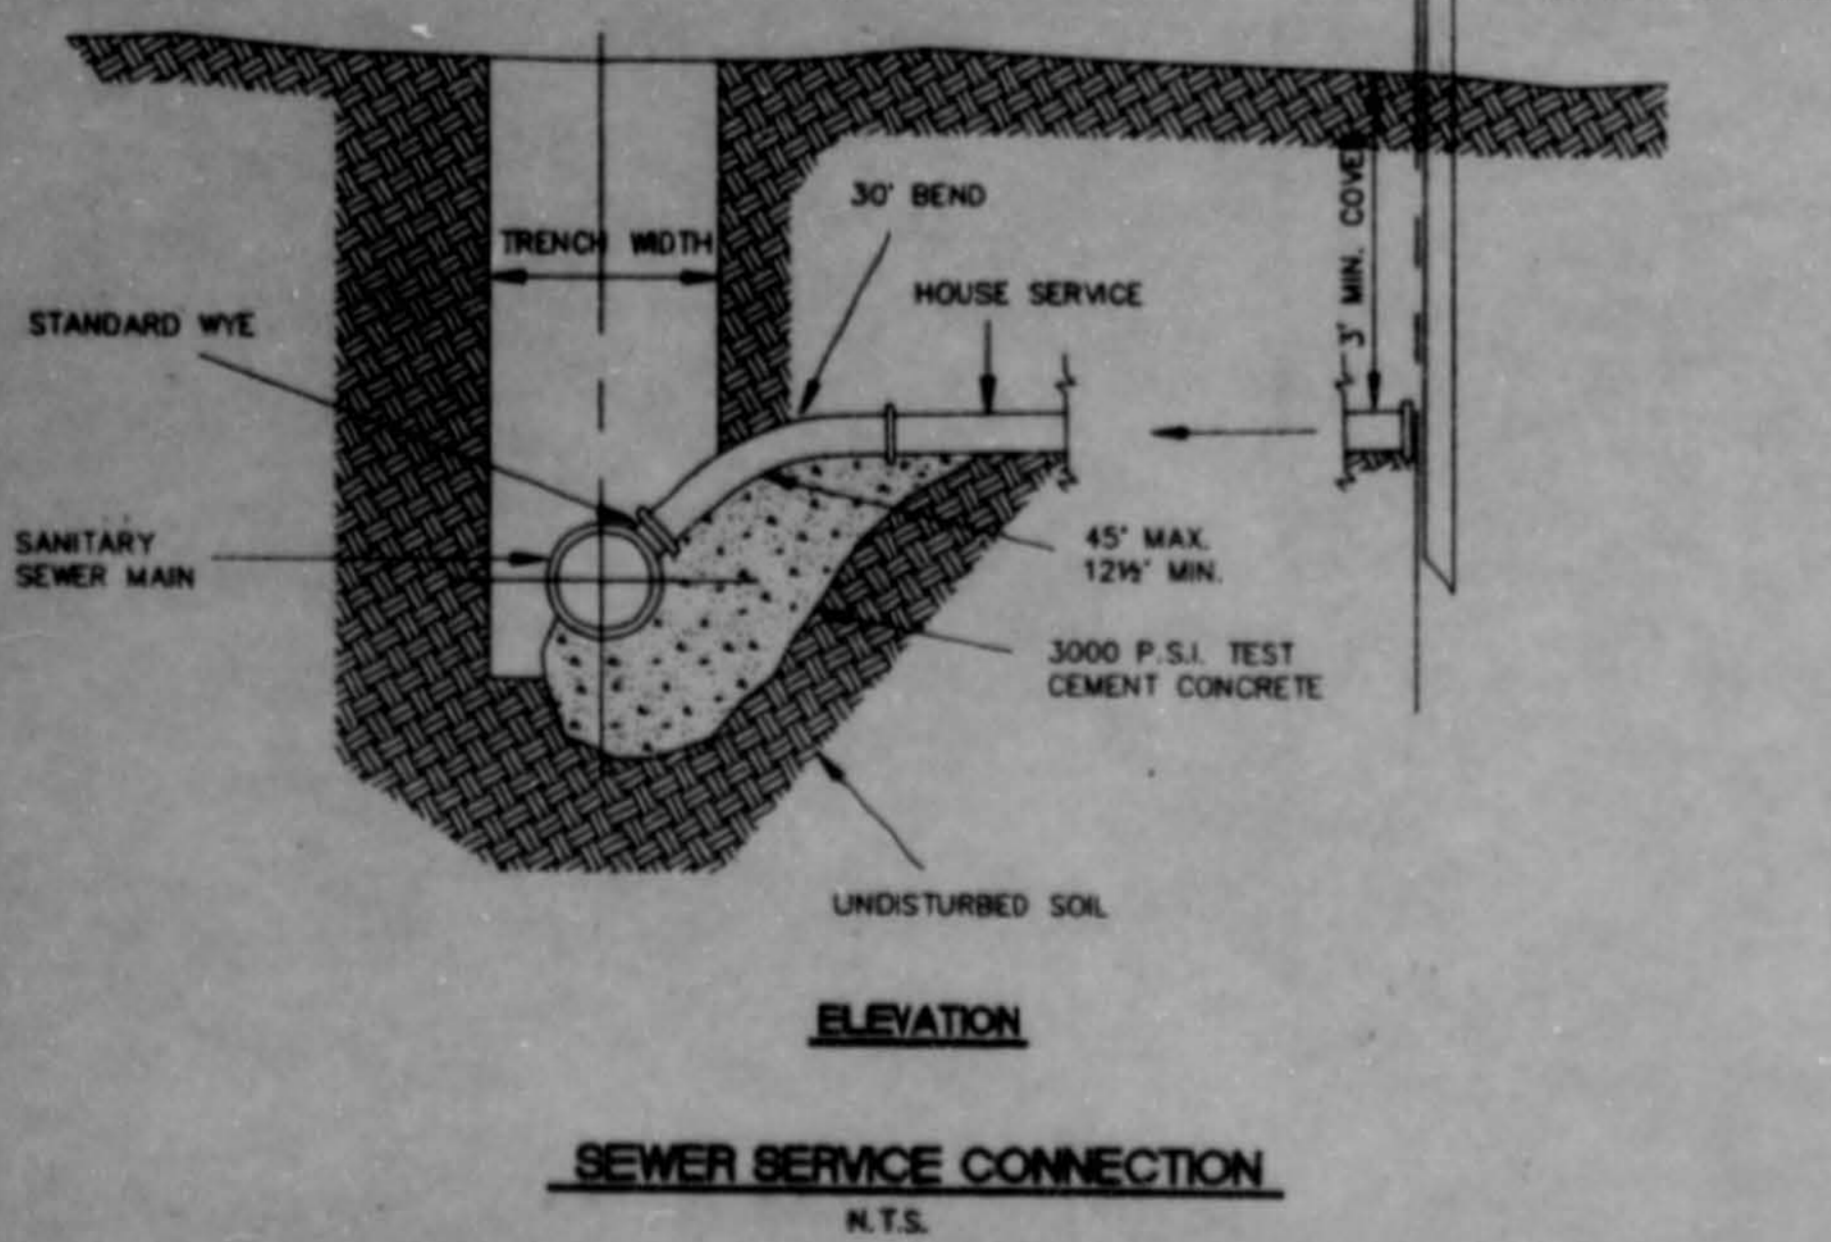 30° BEND
TRENCH WIDTH
HOUSE SERVICE
3' MIN. COVER
STANDARD WYE
SANITARY
SEWER MAIN
45° MAX.
12½° MIN.
3000 P.S.I. TEST
CEMENT CONCRETE
UNDISTURBED SOIL
ELEVATION
SEWER SERVICE CONNECTION
N.T.S.